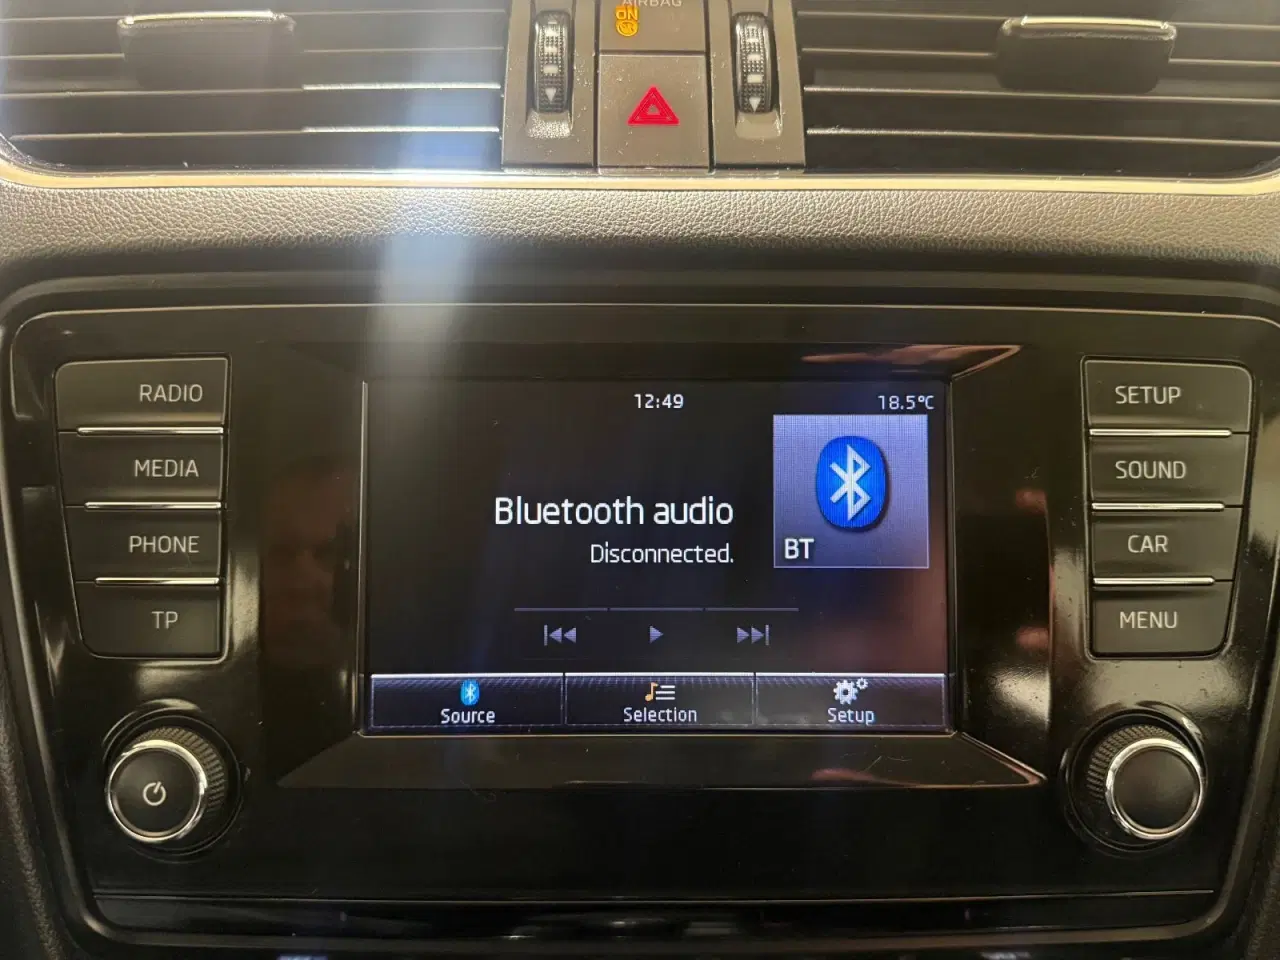 AIRBAG
ON
12:49
18.5°C
RADIO
MEDIA
PHONE
TP
Bluetooth audio
Disconnected.
BT
Source
Selection
Setup
SETUP
SOUND
CAR
MENU